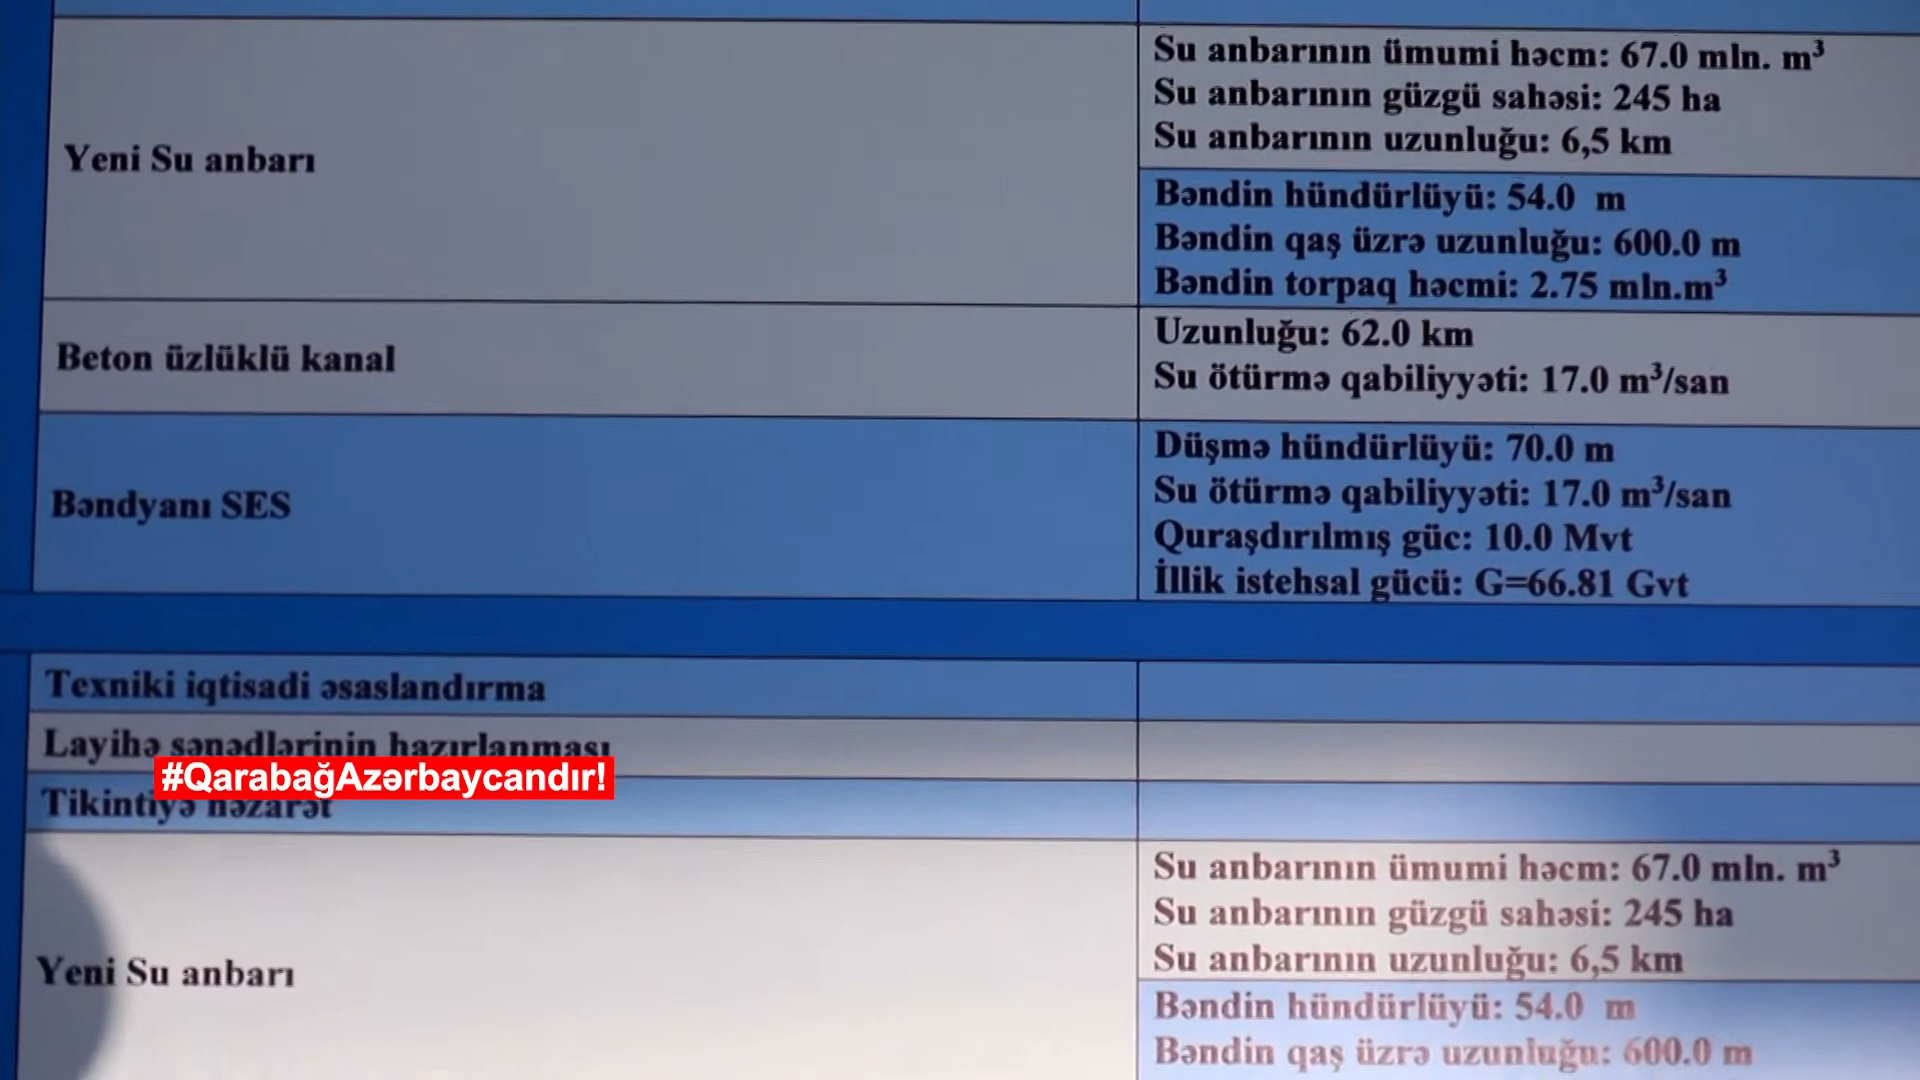 Su anbarının ümumi həcm: 67.0 mln. m³
Su anbarının güzgü sahəsi: 245 ha
Su anbarının uzunluğu: 6,5 km
Yeni Su anbarı
Bəndin hündürlüyü: 54.0 m
Bəndin qaş üzrə uzunluğu: 600.0 m
Bəndin torpaq həcmi: 2.75 mln.m³
Beton üzlüklü kanal
Uzunluğu: 62.0 km
Su ötürmə qabiliyyəti: 17.0 m³/san
Bəndyanı SES
Düşmə hündürlüyü: 70.0 m
Su ötürmə qabiliyyəti: 17.0 m³/san
Quraşdırılmış güc: 10.0 Mvt
İllik istehsal gücü: G=66.81 Gvt
Texniki iqtisadi əsaslandırma
Layihə sənədlərinin hazırlanması
#QarabağAzərbaycandır!
Tikintiyə nəzarət
Su anbarının ümumi həcm: 67.0 mln. m³
Su anbarının güzgü sahəsi: 245 ha
Su anbarının uzunluğu: 6,5 km
Yeni Su anbarı
Bəndin hündürlüyü: 54.0 m
Bəndin qaş üzrə uzunluğu: 600.0 m